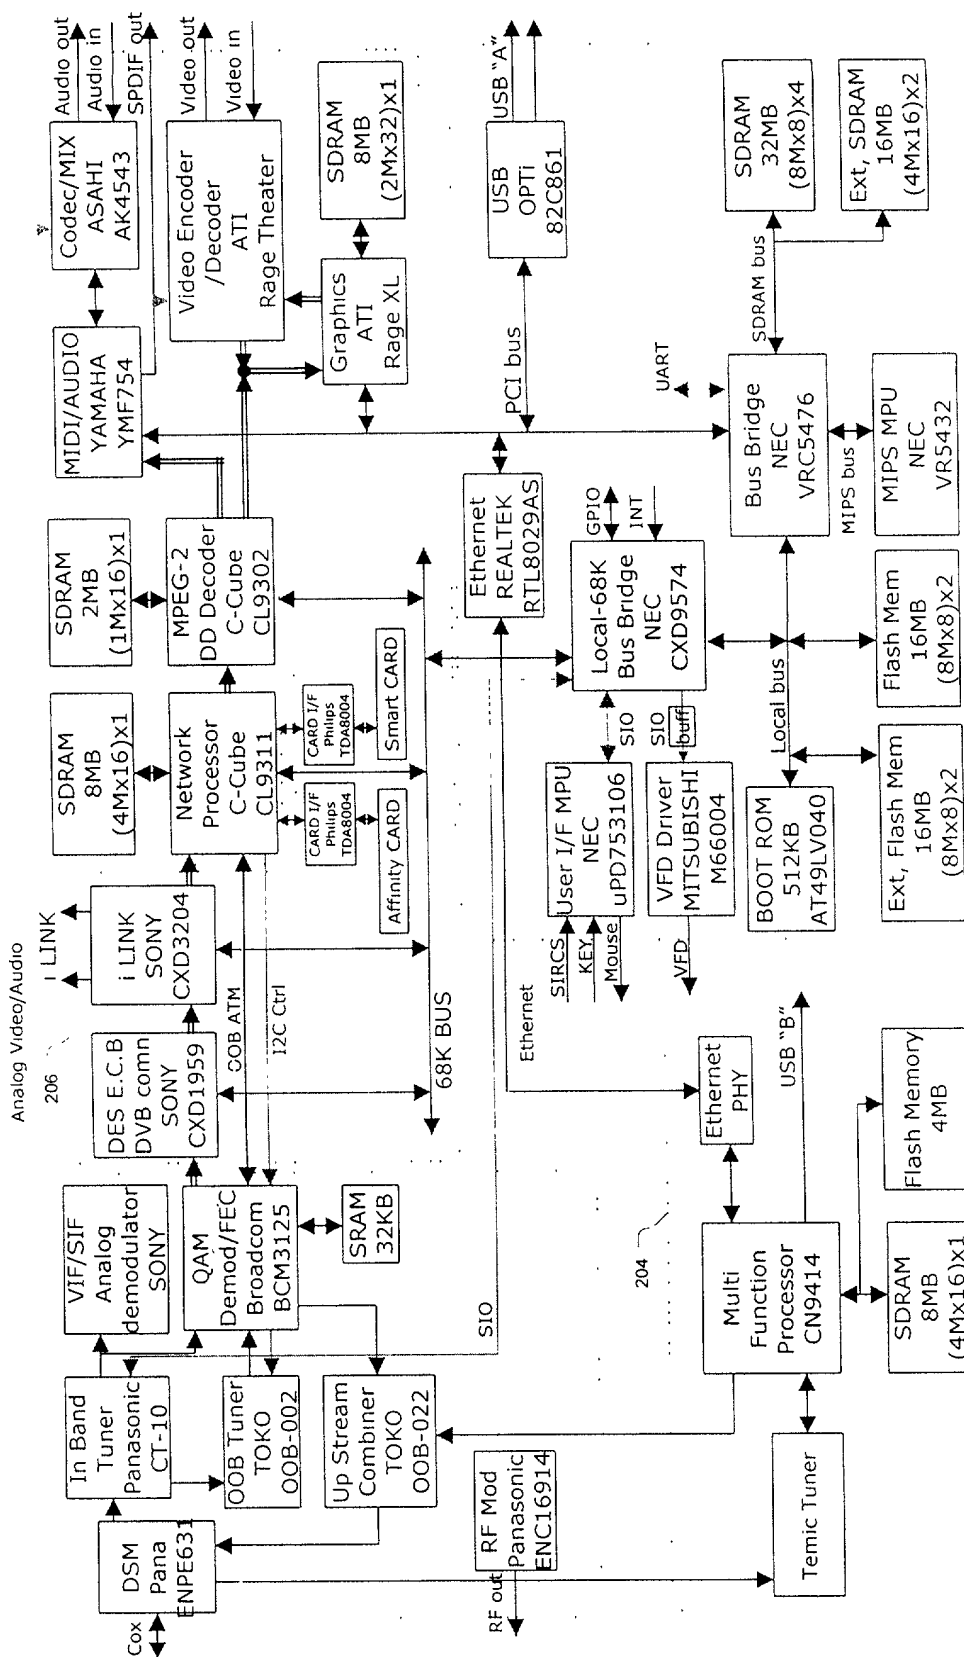 Analog Video/Audio
206
i LINK
Cox
DSM
Pana
ENPE631
In Band
Tuner
Panasonic
CT-10
VIF/SIF
Analog
demodulator
SONY
OOB Tuner
TOKO
OOB-002
QAM
Demod/FEC
Broadcom
BCM3125
SRAM
32KB
Up Stream
Combiner
TOKO
OOB-022
DES E.C.B
DVB comn
SONY
CXD1959
i LINK
SONY
CXD3204
OOB ATM
I2C Ctrl
68K BUS
SIO
SDRAM
8MB
(4Mx16)x1
Network
Processor
C-Cube
CL9311
CARD I/F
Philips
TDA8004
Affinity CARD
CARD I/F
Philips
TDA8004
Smart CARD
SDRAM
2MB
(1Mx16)x1
MPEG-2
DD Decoder
C-Cube
CL9302
MIDI/AUDIO
YAMAHA
YMF754
Codec/MIX
ASAHI
AK4543
Audio out
Audio in
SPDIF out
Video out
Video in
Video Encoder
/Decoder
ATI
Rage Theater
Graphics
ATI
Rage XL
SDRAM
8MB
(2Mx32)x1
PCI bus
USB
OPTi
82C861
USB "A"
Ethernet
REALTEK
RTL8029AS
Ethernet
RF out
RF Mod
Panasonic
ENC16914
GPIO
INT
Local-68K
Bus Bridge
NEC
CXD9574
SIO
SIO
buff
User I/F MPU
NEC
uPD753106
SIRCS
KEY
Mouse
VFD Driver
MITSUBISHI
M66004
VFD
UART
Bus Bridge
NEC
VRC5476
SDRAM bus
SDRAM
32MB
(8Mx8)x4
Ext, SDRAM
16MB
(4Mx16)x2
MIPS bus
MIPS MPU
NEC
VR5432
Local bus
BOOT ROM
512KB
AT49LV040
Flash Mem
16MB
(8Mx8)x2
Ext, Flash Mem
16MB
(8Mx8)x2
204
Ethernet
PHY
USB "B"
Multi
Function
Processor
CN9414
Temic Tuner
SDRAM
8MB
(4Mx16)x1
Flash Memory
4MB